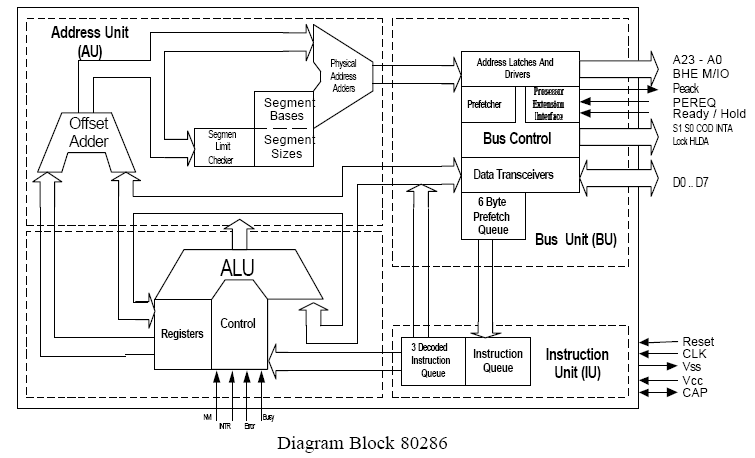 Address Unit
(AU)
Offset
Adder
Segmen
Limit
Checker
Segment
Bases
Segment
Sizes
Physical
Address
Adders
Address Latches And
Drivers
Prefetcher
Prosessor
Extension
Interface
Bus Control
Data Transceivers
6 Byte
Prefetch
Queue
Bus Unit (BU)
A23 - A0
BHE M/IO
Peack
PEREQ
Ready / Hold
S1 S0 COD INTA
Lock HLDA
D0 .. D7
ALU
Registers
Control
3 Decoded
Instruction
Queue
Instruction
Queue
Instruction
Unit (IU)
Reset
CLK
Vss
Vcc
CAP
NMI
INTR
Error
Busy
Diagram Block 80286